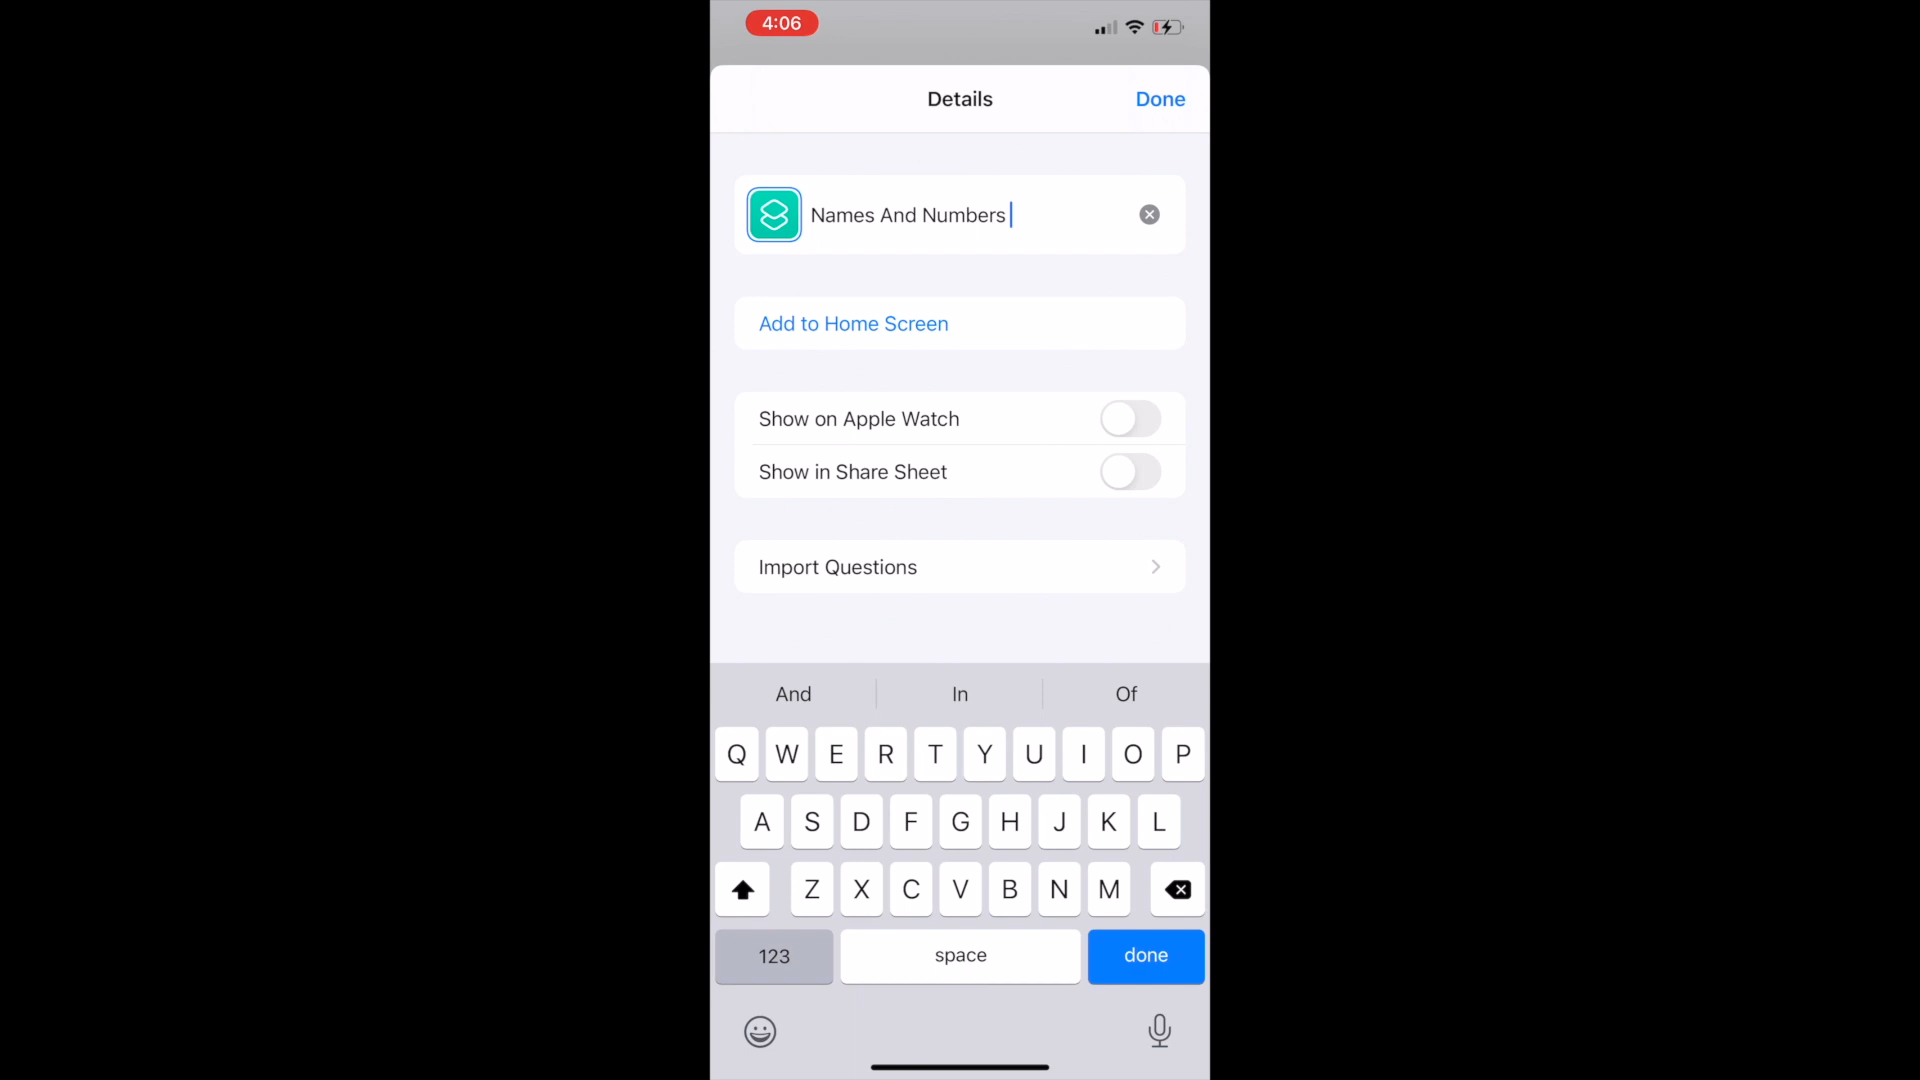 4:06
Details Done
Names And Numbers
Add to Home Screen
Show on Apple Watch
Show in Share Sheet
Import Questions
And In Of
Q W E R T Y U I O P
A S D F G H J K L
Z X C V B N M
123 space done